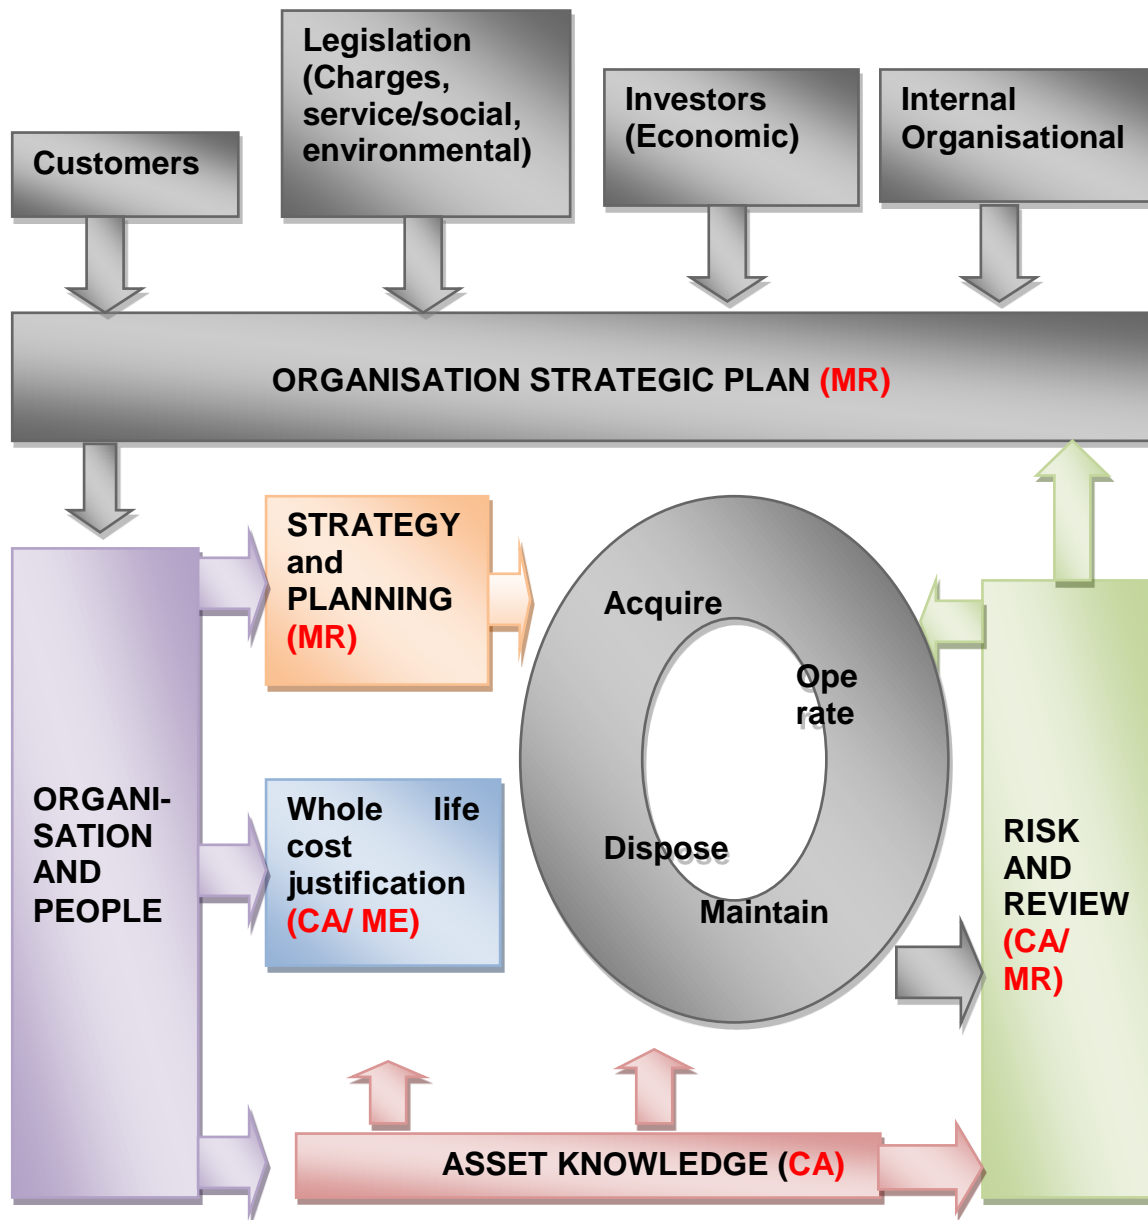 Customers
Legislation
(Charges,
service/social,
environmental)
Investors
(Economic)
Internal
Organisational
ORGANISATION STRATEGIC PLAN (MR)
STRATEGY
and
PLANNING
(MR)
Acquire
Ope
rate
Dispose
Maintain
ORGANI-
SATION
AND
PEOPLE
Whole life
cost
justification
(CA/ ME)
RISK
AND
REVIEW
(CA/
MR)
ASSET KNOWLEDGE (CA)